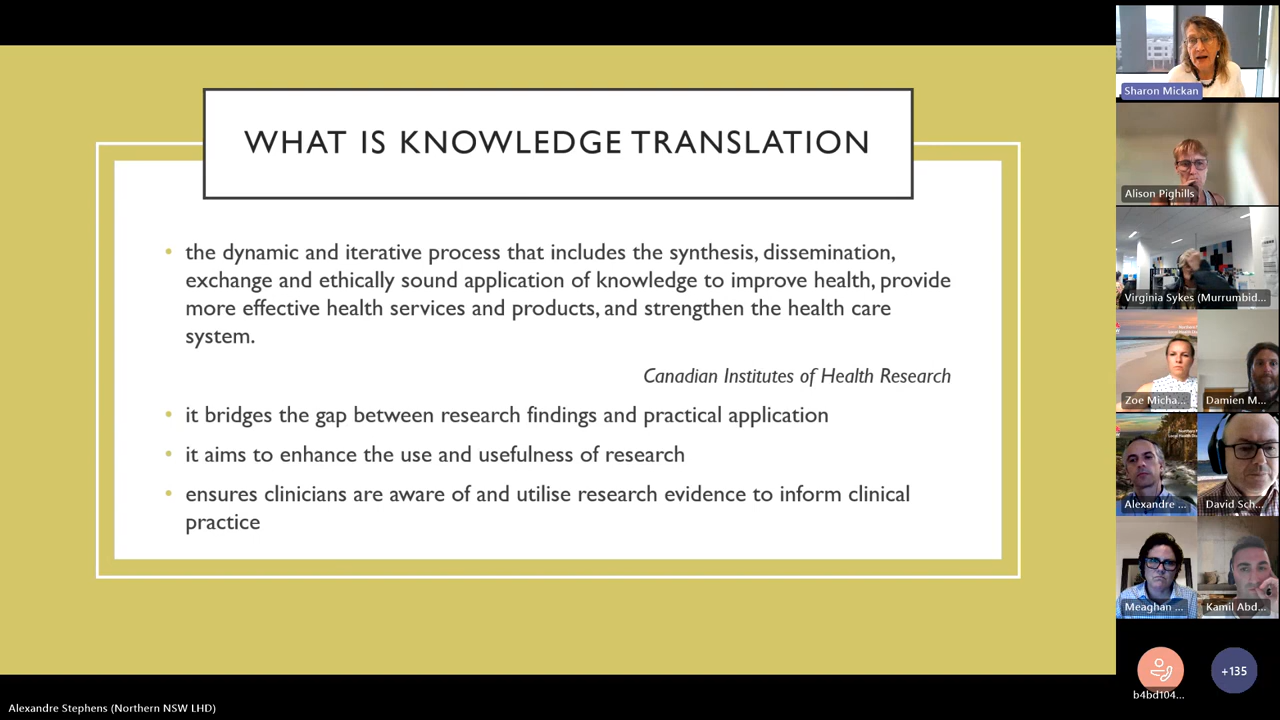 WHAT IS KNOWLEDGE TRANSLATION
• the dynamic and iterative process that includes the synthesis, dissemination,
exchange and ethically sound application of knowledge to improve health, provide
more effective health services and products, and strengthen the health care
system.
Canadian Institutes of Health Research
• it bridges the gap between research findings and practical application
• it aims to enhance the use and usefulness of research
• ensures clinicians are aware of and utilise research evidence to inform clinical
practice
Sharon Mickan
Alison Pighills
Virginia Sykes (Murrumbid...
Zoe Micha...
Damien M...
Alexandre ...
David Sch...
Meaghan ...
Kamil Abd...
b4bd104...
+135
Alexandre Stephens (Northern NSW LHD)